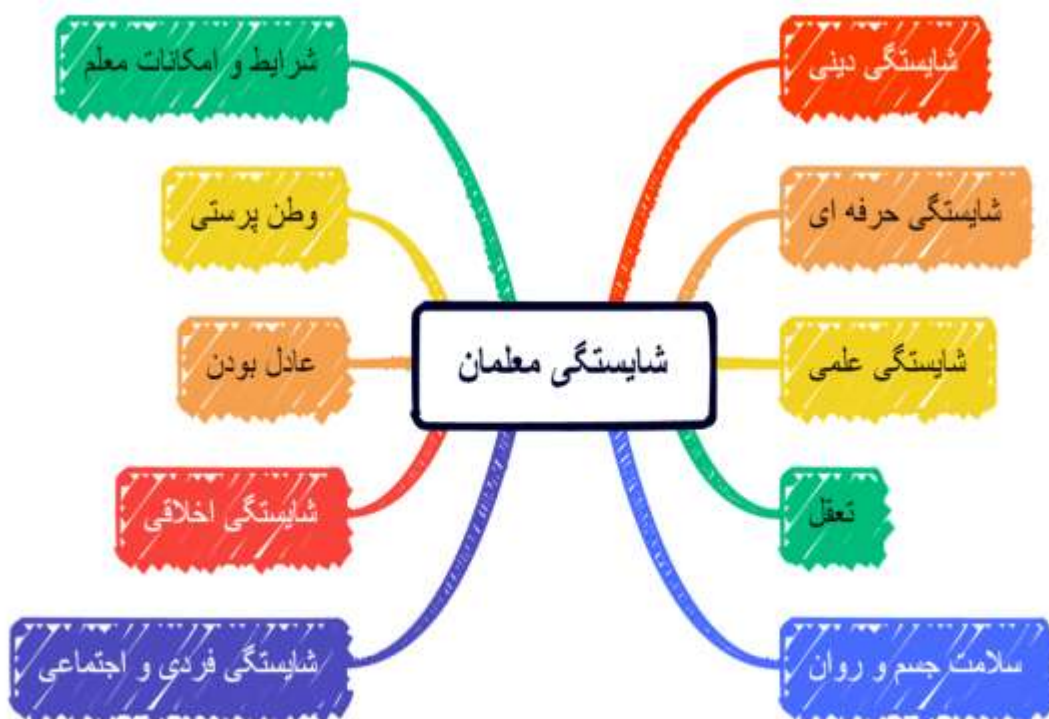 شایستگی معلمان
شایستگی دینی
شایستگی حرفه ای
شایستگی علمی
تعقل
سلامت جسم و روان
شرایط و امکانات معلم
وطن پرستی
عادل بودن
شایستگی اخلاقی
شایستگی فردی و اجتماعی